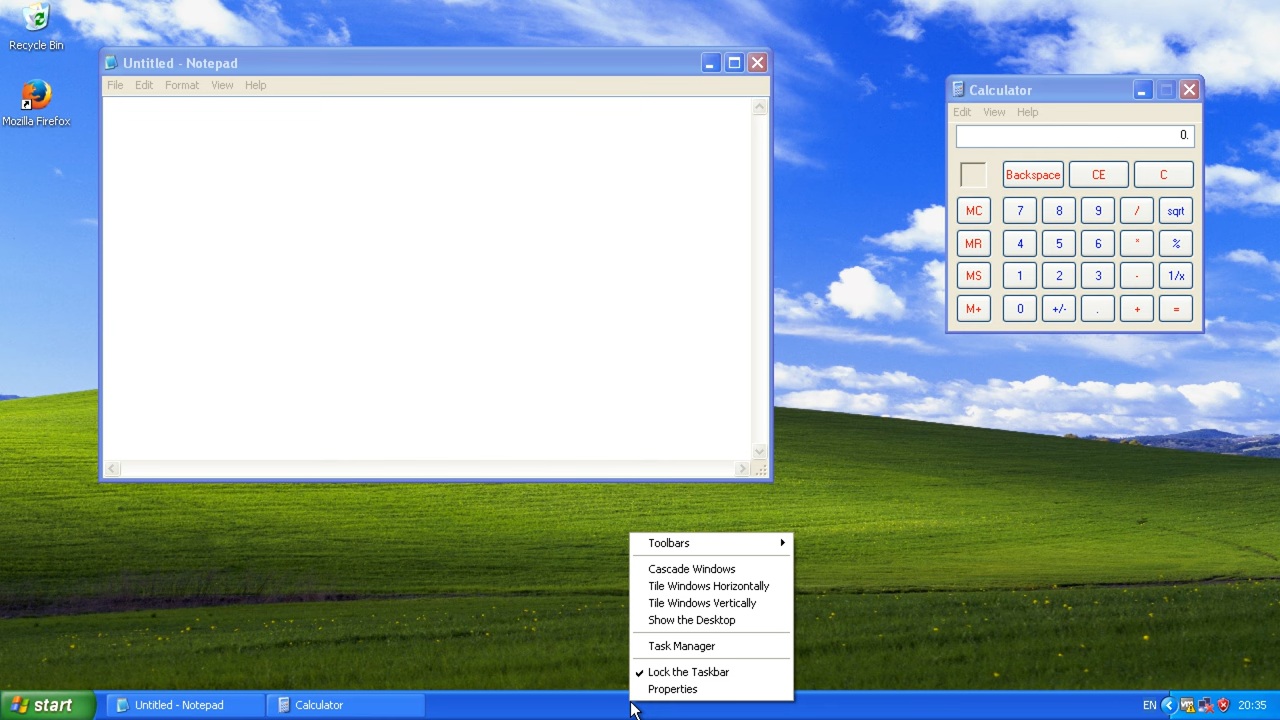 Recycle Bin
Mozilla Firefox
Untitled - Notepad
File Edit Format View Help
Calculator
Edit View Help
0.
Backspace CE C
MC 7 8 9 / sqrt
MR 4 5 6 * %
MS 1 2 3 - 1/x
M+ 0 +/- . + =
Toolbars
Cascade Windows
Tile Windows Horizontally
Tile Windows Vertically
Show the Desktop
Task Manager
Lock the Taskbar
Properties
start Untitled - Notepad Calculator EN 20:35